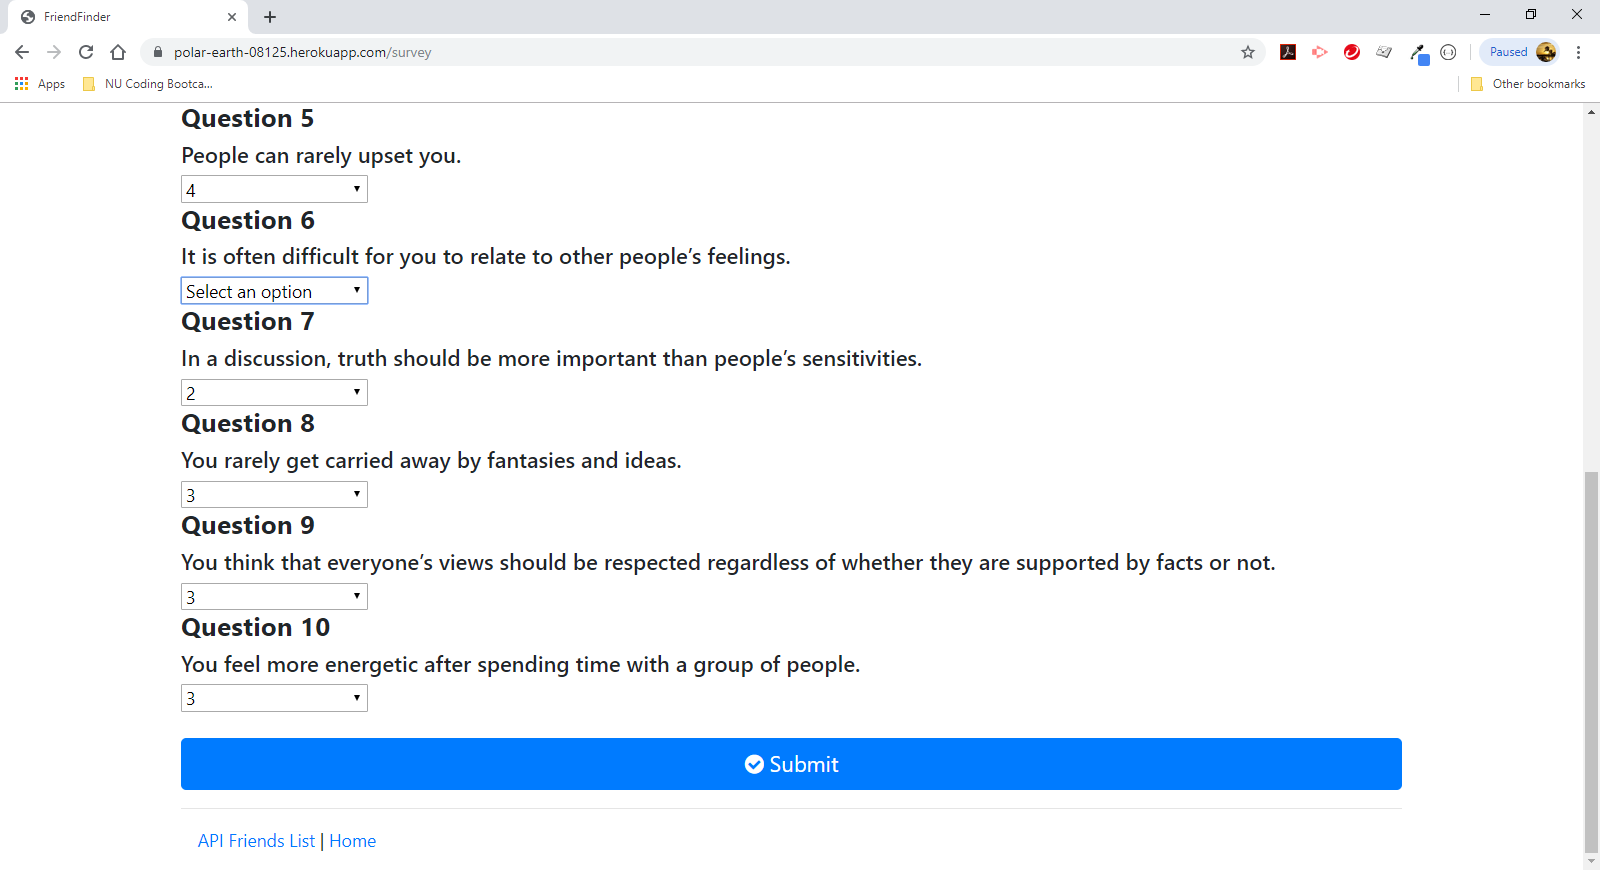 FriendFinder
polar-earth-08125.herokuapp.com/survey
Paused
Apps
NU Coding Bootca...
Other bookmarks
Question 5
People can rarely upset you.
4
Question 6
It is often difficult for you to relate to other people’s feelings.
Select an option
Question 7
In a discussion, truth should be more important than people’s sensitivities.
2
Question 8
You rarely get carried away by fantasies and ideas.
3
Question 9
You think that everyone’s views should be respected regardless of whether they are supported by facts or not.
3
Question 10
You feel more energetic after spending time with a group of people.
3
Submit
API Friends List | Home